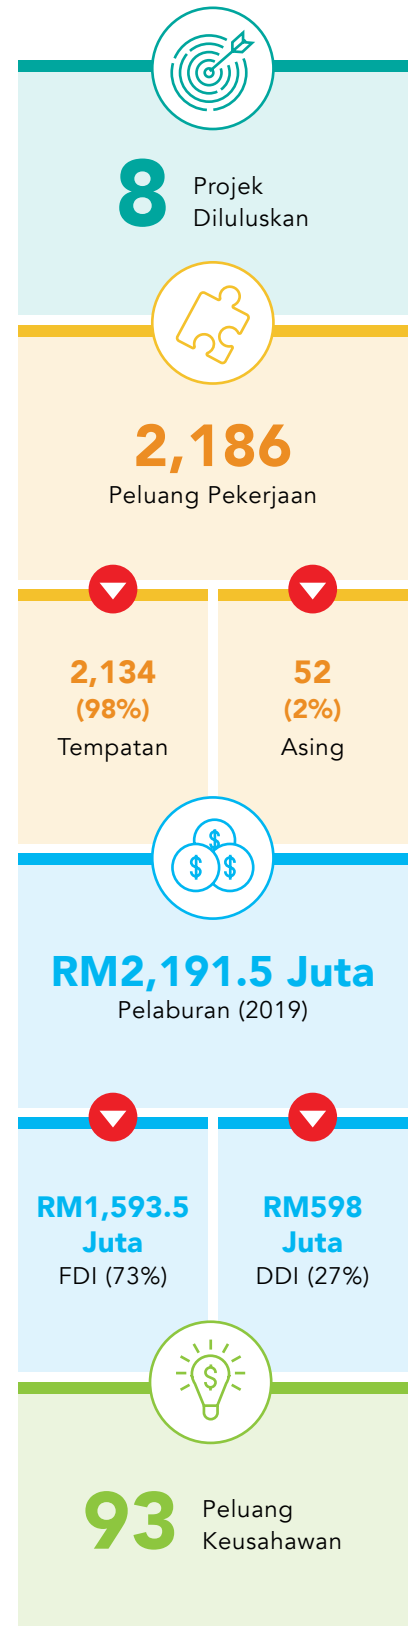 8
Projek
Diluluskan
2,186
Peluang Pekerjaan
2,134
(98%)
Tempatan
52
(2%)
Asing
$
$ $
RM2,191.5 Juta
Pelaburan (2019)
RM1,593.5
Juta
FDI (73%)
RM598
Juta
DDI (27%)
$
93
Peluang
Keusahawan